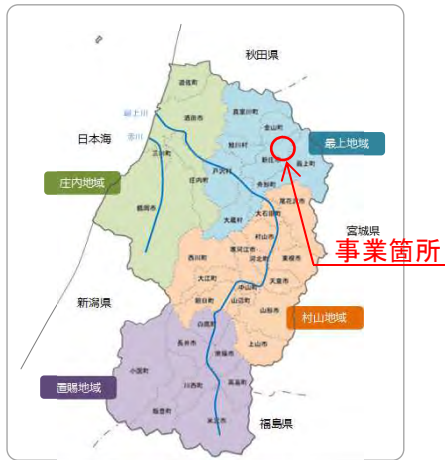 秋田県
遊佐町
真室川町
金山町
最上川
酒田市
赤川
日本海
鮭川村
最上地域
三川町
新庄市
最上町
戸沢村
庄内地域
庄内町
舟形町
鶴岡市
大蔵村
大石田町
尾花沢市
宮城県
村山市
事業箇所
西川町
寒河江市
河北町
東根市
大江町
天童市
新潟県
中山町
朝日町
山辺町
山形市
村山地域
白鷹町
長井市
南陽市
上山市
小国町
置賜地域
川西町
高畠町
飯豊町
米沢市
福島県